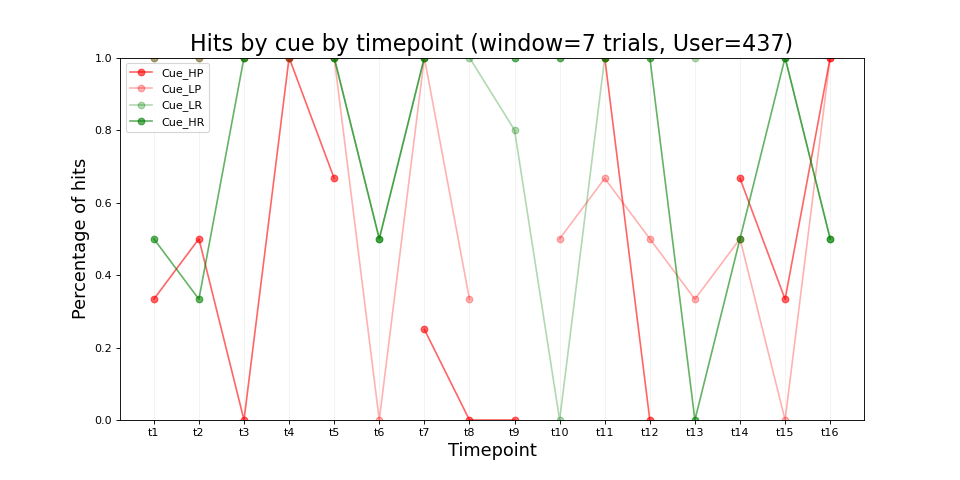 Hits by cue by timepoint (window=7 trials, User=437)
Percentage of hits
1.0
0.8
0.6
0.4
0.2
0.0
Cue_HP
Cue_LP
Cue_LR
Cue_HR
t1 t2 t3 t4 t5 t6 t7 t8 t9 t10 t11 t12 t13 t14 t15 t16
Timepoint